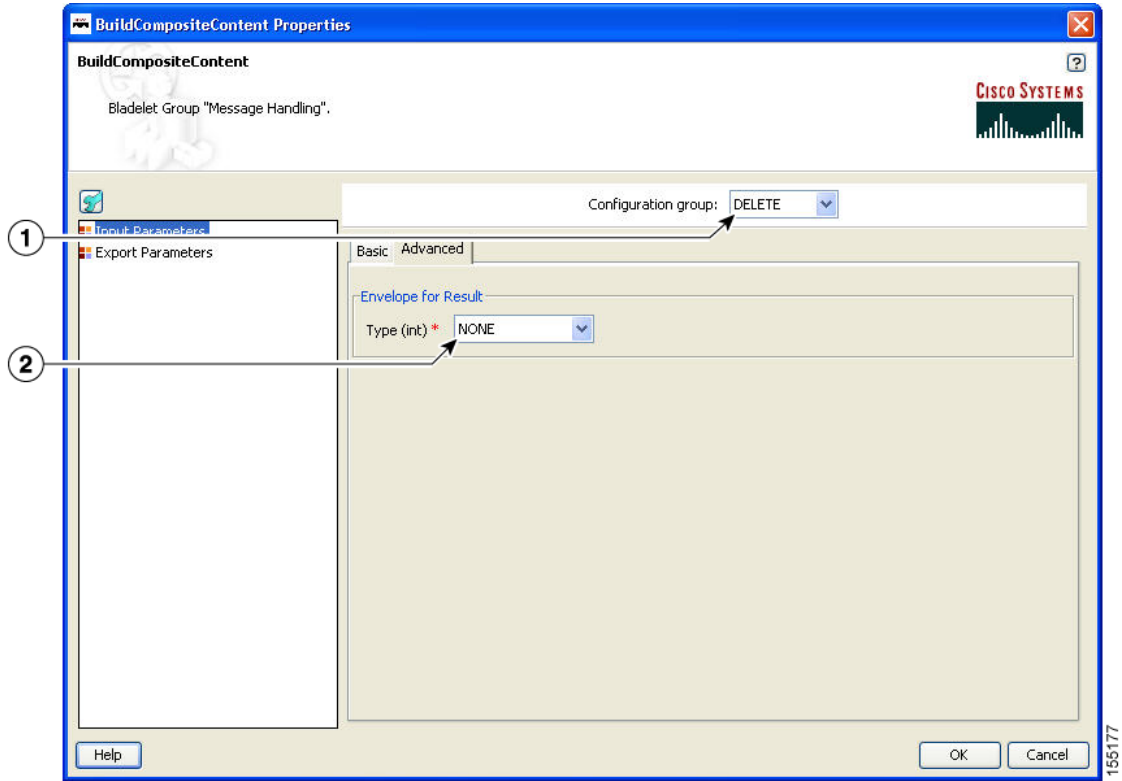 BuildCompositeContent Properties
BuildCompositeContent
?
Bladelet Group "Message Handling".
CISCO SYSTEMS
Configuration group: DELETE
1
Input Parameters
Export Parameters
Basic Advanced
Envelope for Result
Type (int) * NONE
2
Help
OK Cancel
155177